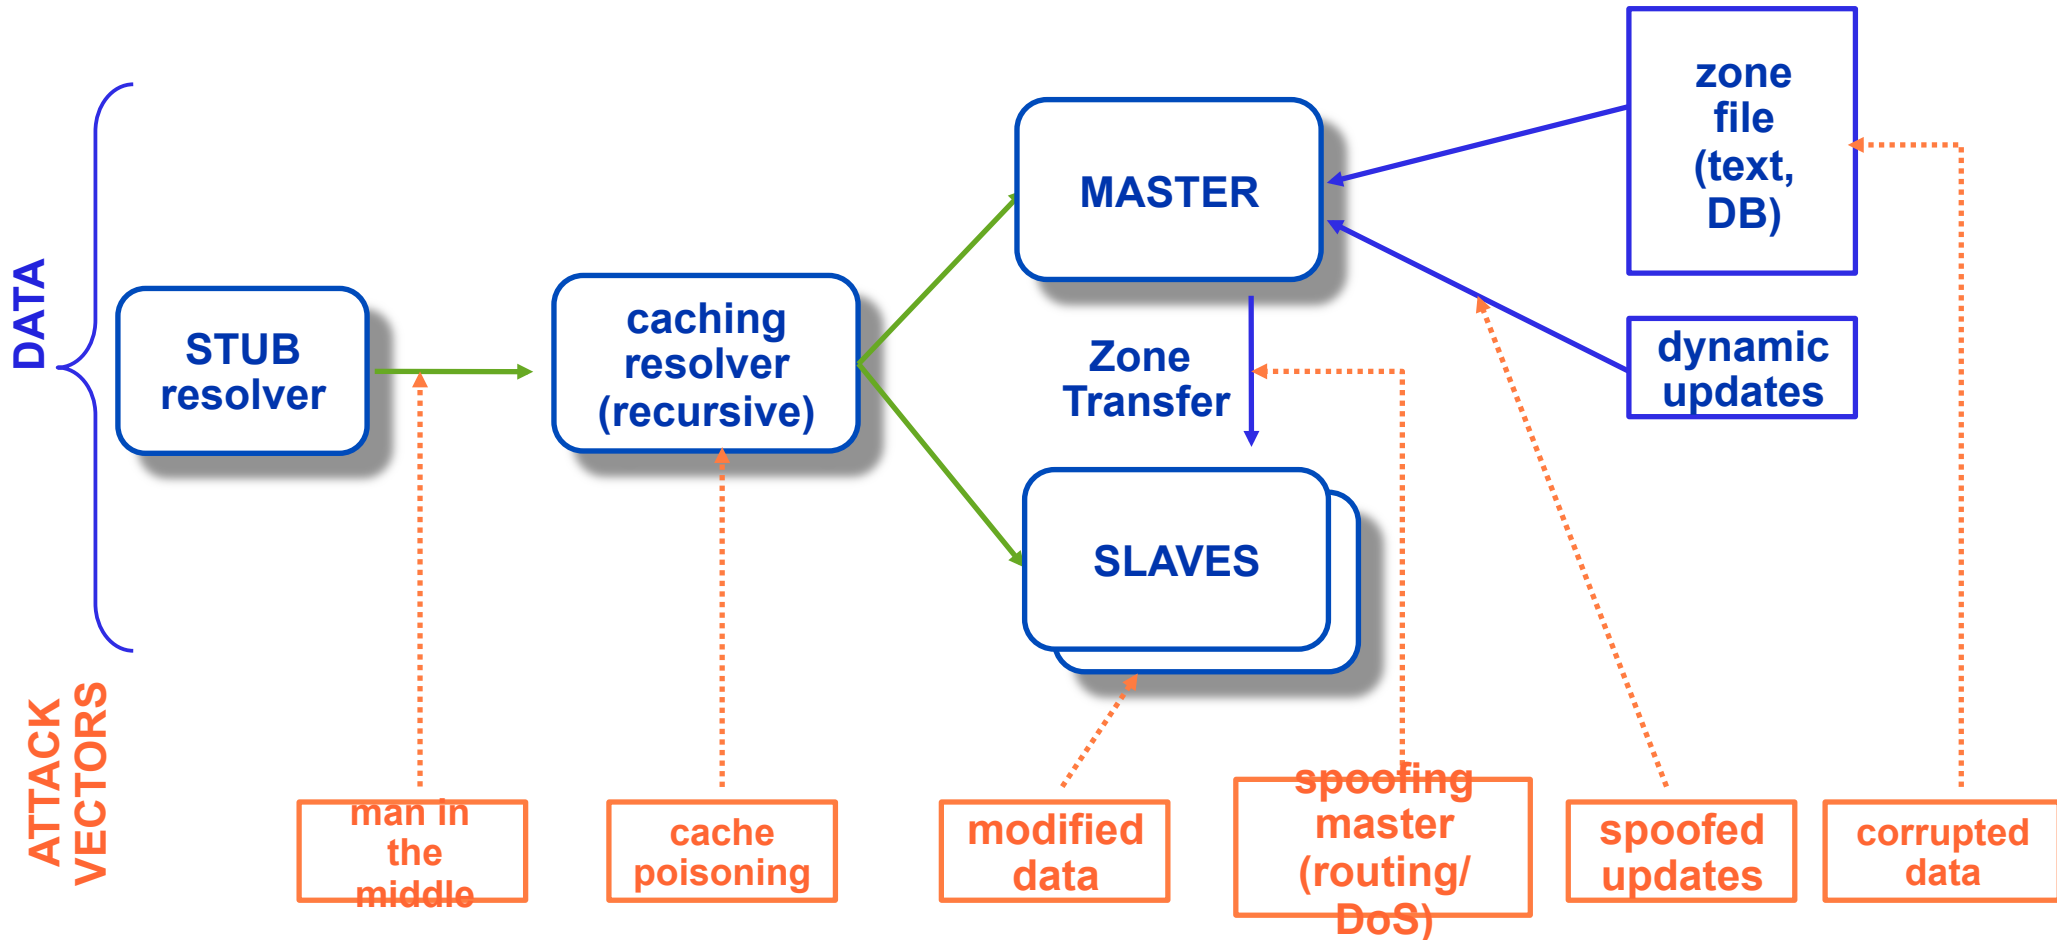 DATA
STUB
resolver
caching
resolver
(recursive)
MASTER
Zone
Transfer
SLAVES
zone
file
(text,
DB)
dynamic
updates
ATTACK
VECTORS
man in
the
middle
cache
poisoning
modified
data
spoofing
master
(routing/
DoS)
spoofed
updates
corrupted
data